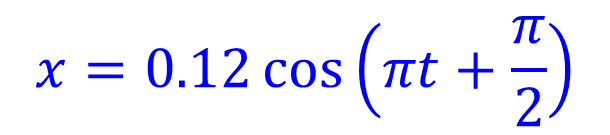 x = 0.12 cos (πt + π/2)